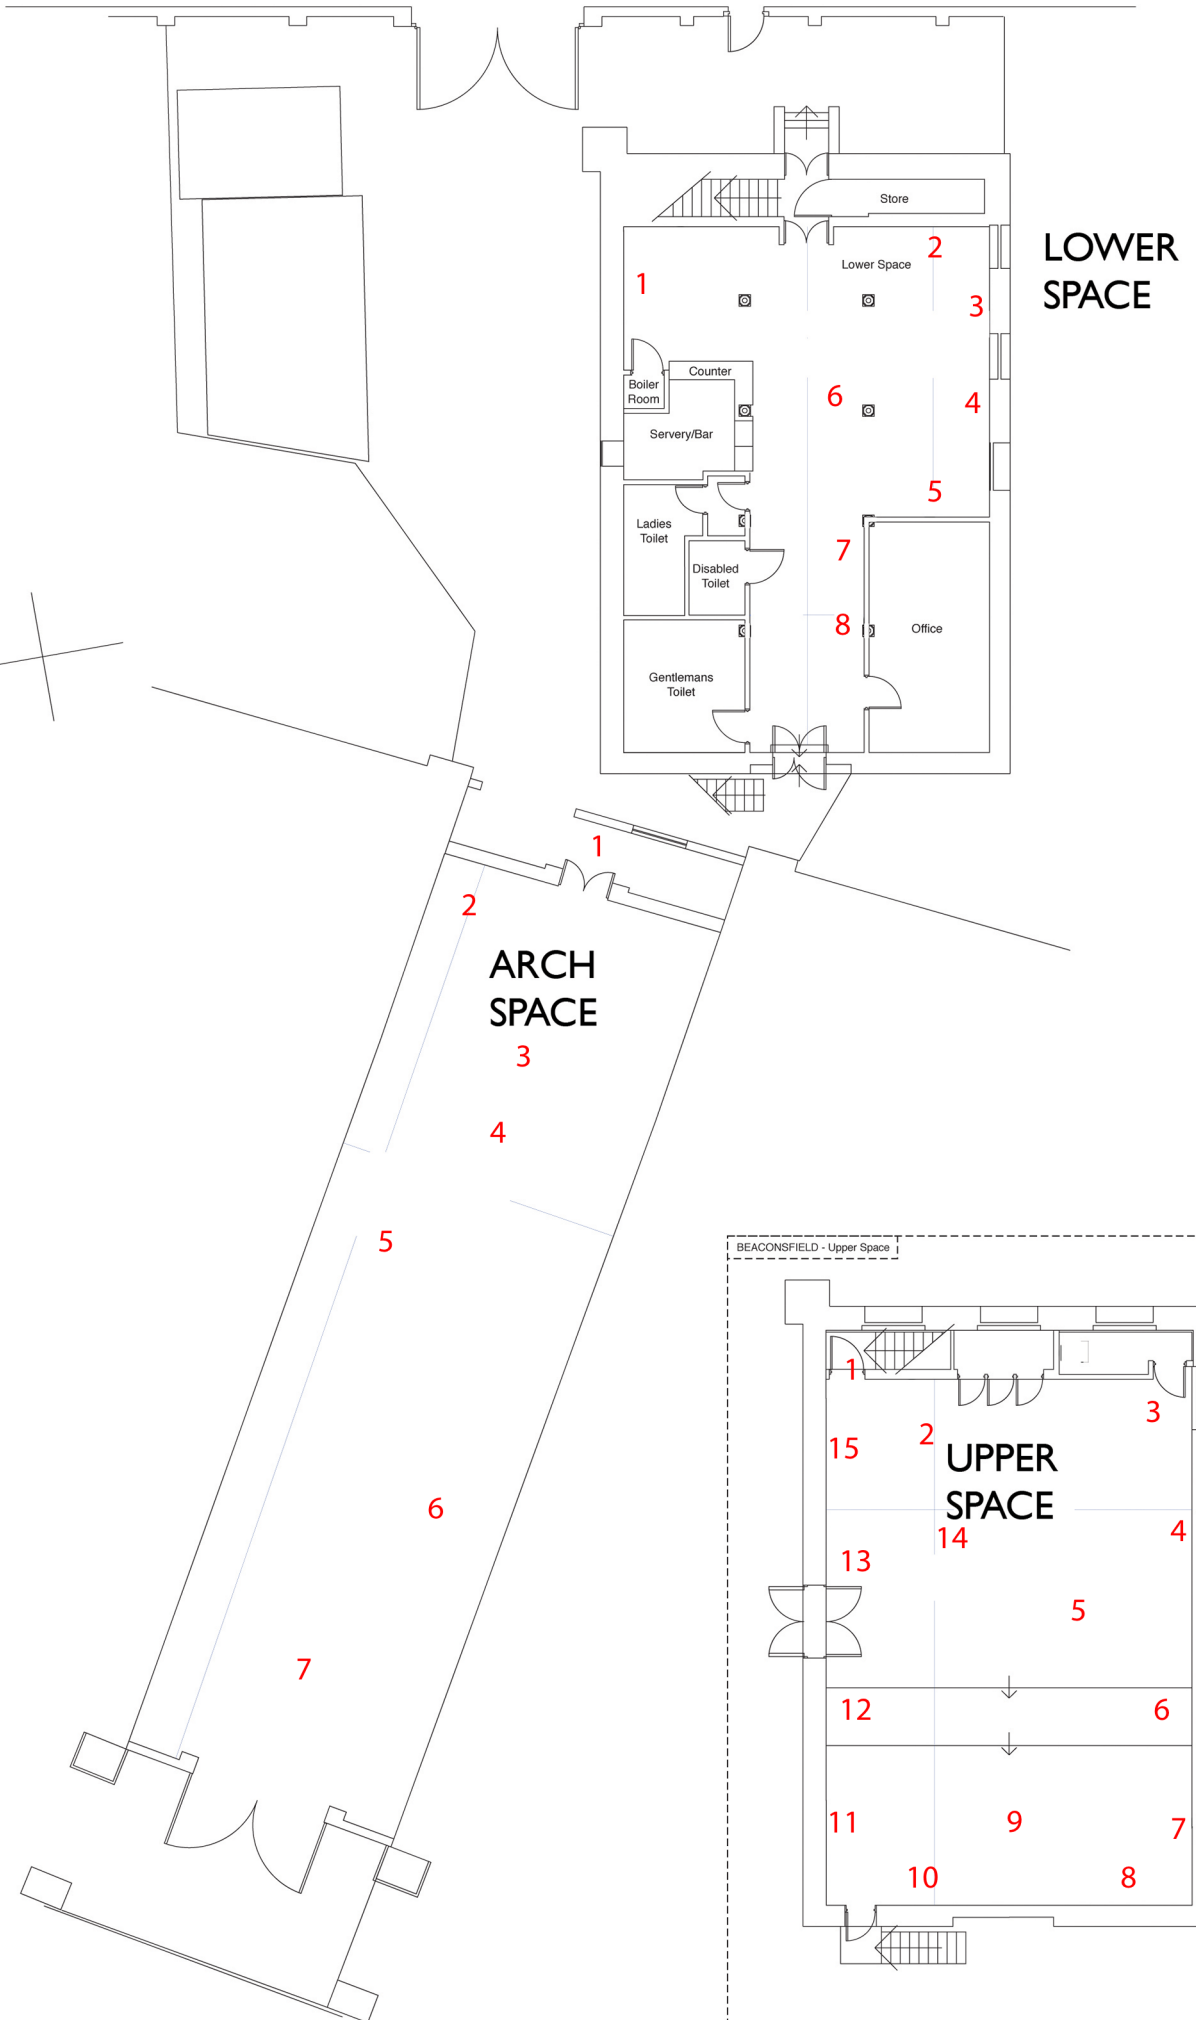 Store
2
LOWER
Lower Space
1
SPACE
3
Counter
Boiler
Room
6
4
Servery/Bar
5
Ladies
Toilet
7
Disabled
Toilet
8
Office
Gentlemans
Toilet
1
2
ARCH
SPACE
3
4
5
6
7
BEACONSFIELD - Upper Space
1
3
2
15
UPPER
SPACE
4
14
13
5
12
6
11
9
7
10
8